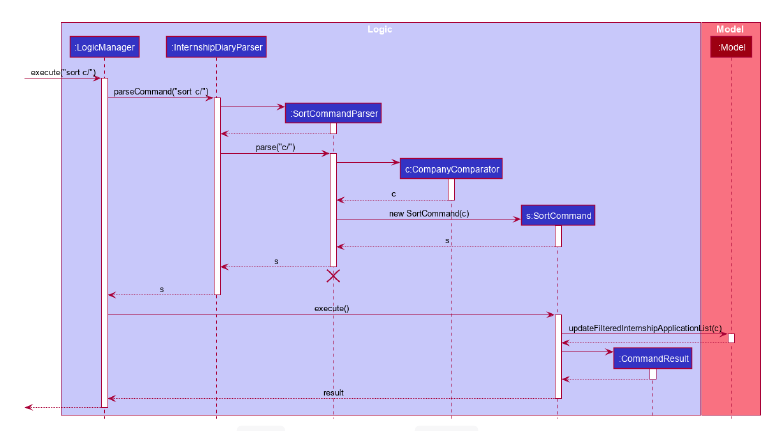 Logic
Model
:LogicManager
:InternshipDiaryParser
:Model
execute("sort c/")
parseCommand("sort c/")
:SortCommandParser
parse("c/")
c:CompanyComparator
c
new SortCommand(c)
s:SortCommand
s
s
s
execute()
updateFilteredInternshipApplicationList(c)
:CommandResult
result